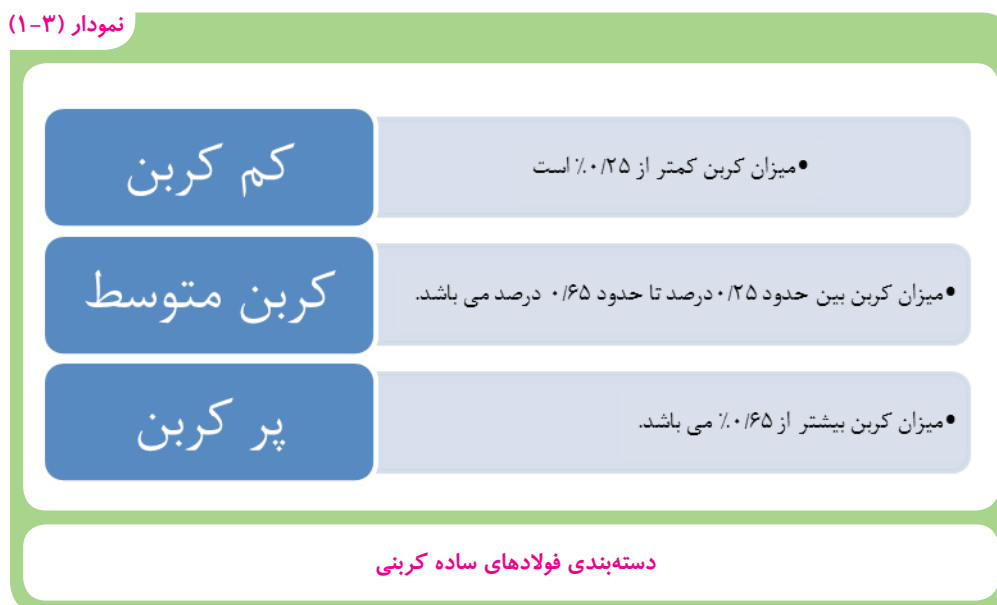 نمودار (۳-۱)
کم کربن
•میزان کربن کمتر از ۰/۲۵٪ است
کربن متوسط
•میزان کربن بین حدود ۰/۲۵درصد تا حدود ۰/۶۵ درصد می باشد.
پر کربن
•میزان کربن بیشتر از ۰/۶۵٪ می باشد.
دسته‌بندی فولادهای ساده کربنی